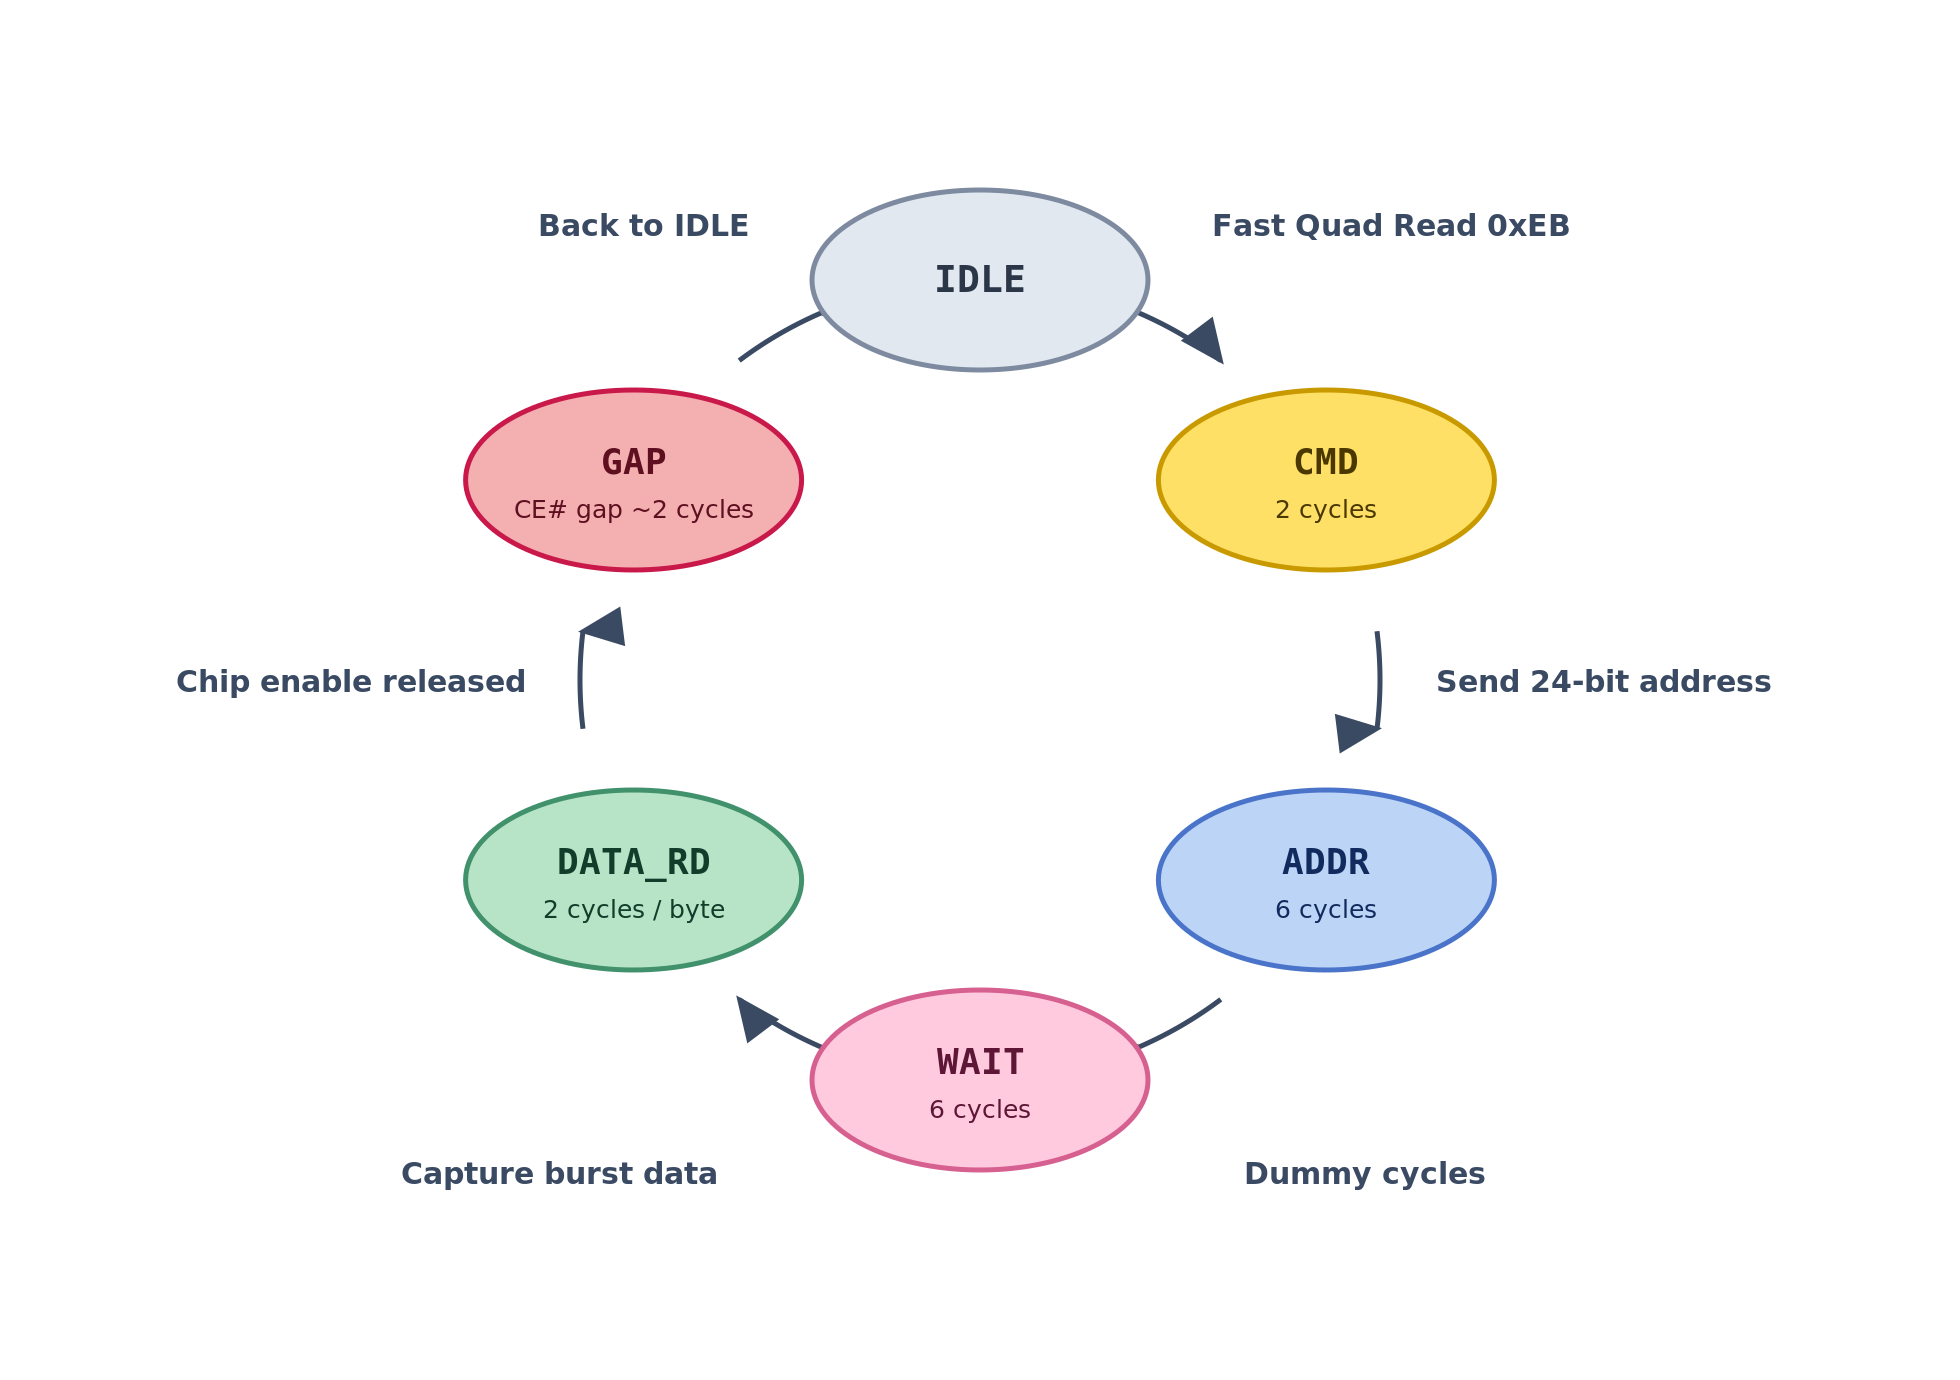 Back to IDLE
IDLE
Fast Quad Read 0xEB
GAP
CE# gap ~2 cycles
CMD
2 cycles
Chip enable released
Send 24-bit address
DATA_RD
2 cycles / byte
ADDR
6 cycles
WAIT
6 cycles
Capture burst data
Dummy cycles